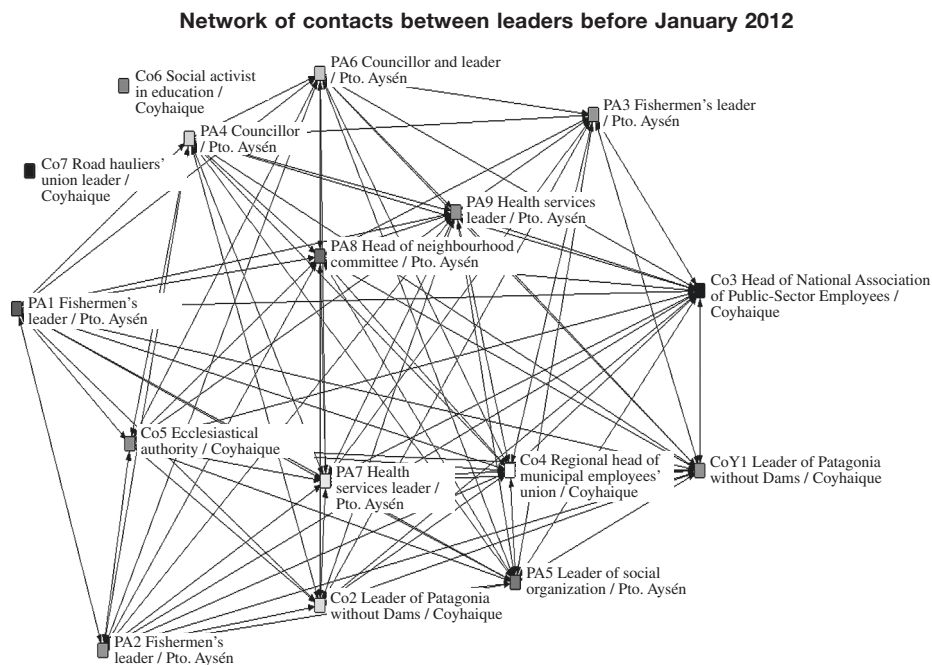 Network of contacts between leaders before January 2012
PA6 Councillor and leader
/ Pto. Aysén
Co6 Social activist
in education /
Coyhaique
PA3 Fishermen's leader
/ Pto. Aysén
PA4 Councillor
/ Pto. Aysén
Co7 Road hauliers'
union leader /
Coyhaique
PA9 Health services
leader / Pto. Aysén
PA8 Head of neighbourhood
committee / Pto. Aysén
Co3 Head of National Association
of Public-Sector Employees /
Coyhaique
PA1 Fishermen's
leader / Pto. Aysén
Co5 Ecclesiastical
authority / Coyhaique
PA7 Health
services leader /
Pto. Aysén
Co4 Regional head of
municipal employees'
union / Coyhaique
CoY1 Leader of Patagonia
without Dams / Coyhaique
PA5 Leader of social
organization / Pto. Aysén
Co2 Leader of Patagonia
without Dams / Coyhaique
PA2 Fishermen's
leader / Pto. Aysén